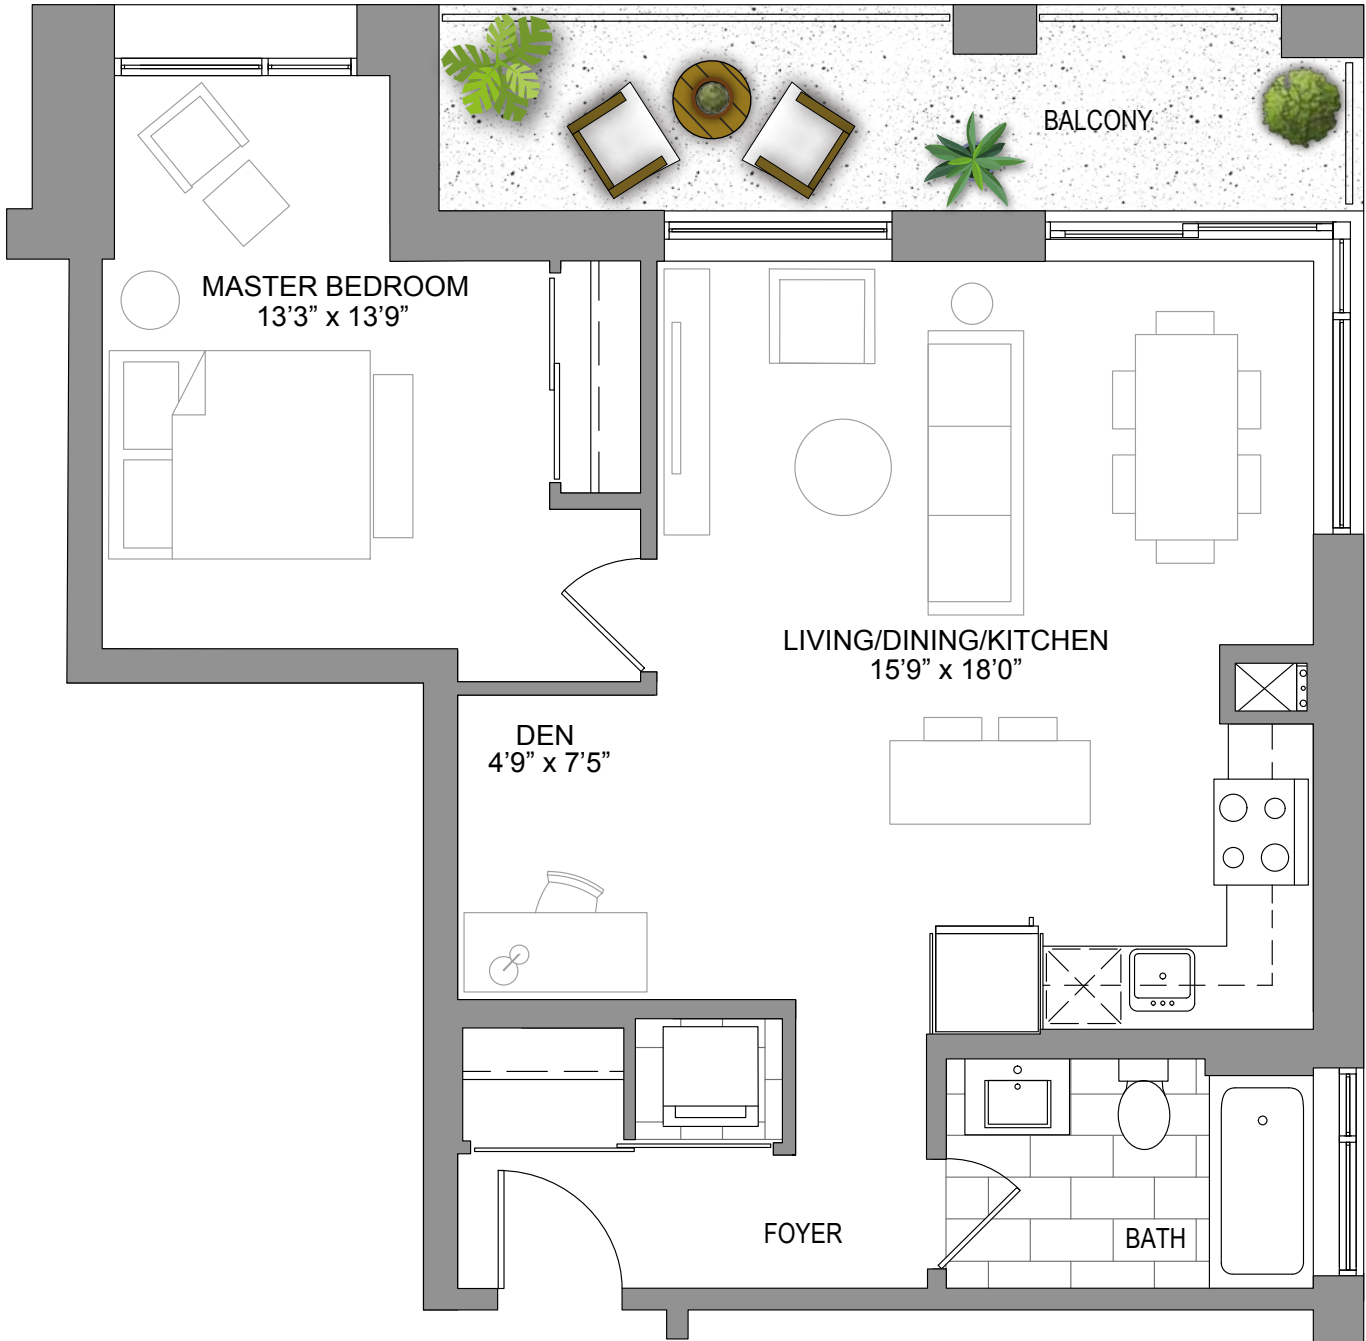 BALCONY
MASTER BEDROOM
13’3” x 13’9”
LIVING/DINING/KITCHEN
15’9” x 18’0”
DEN
4’9” x 7’5”
FOYER
BATH